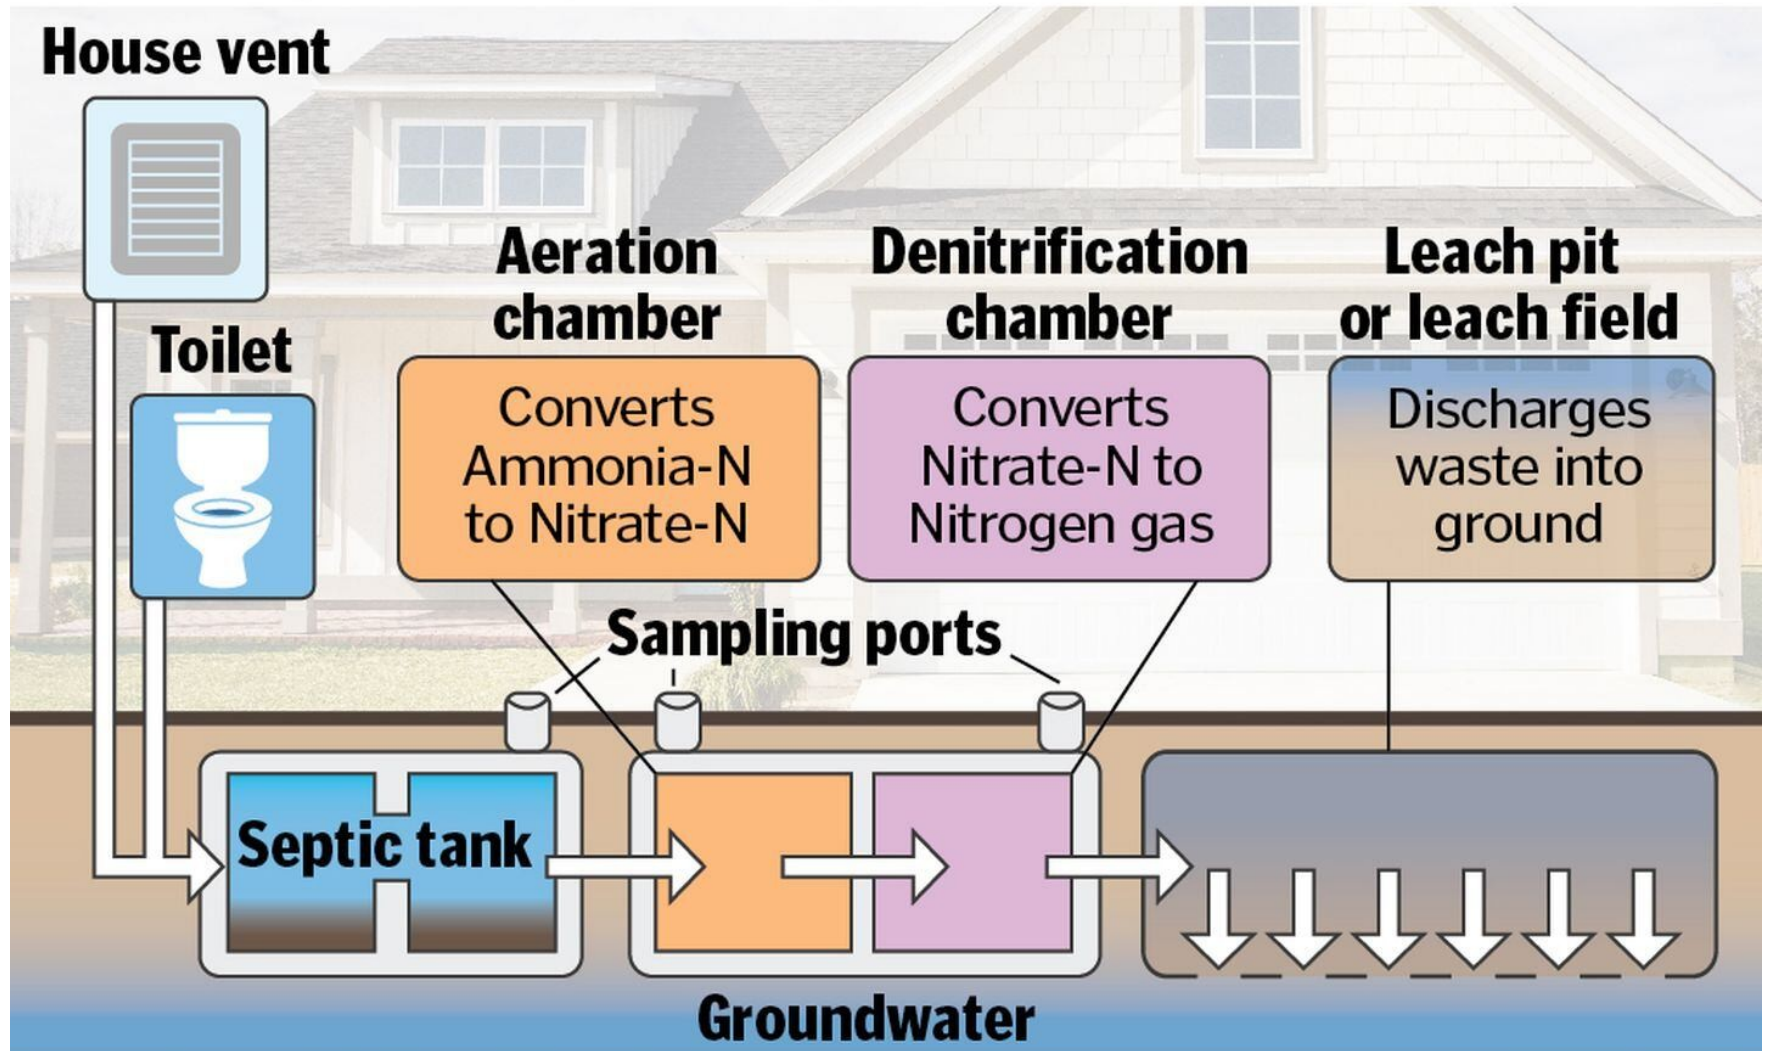 House vent
Toilet
Aeration
chamber
Converts
Ammonia-N
to Nitrate-N
Denitrification
chamber
Converts
Nitrate-N to
Nitrogen gas
Leach pit
or leach field
Discharges
waste into
ground
Sampling ports
Septic tank
Groundwater